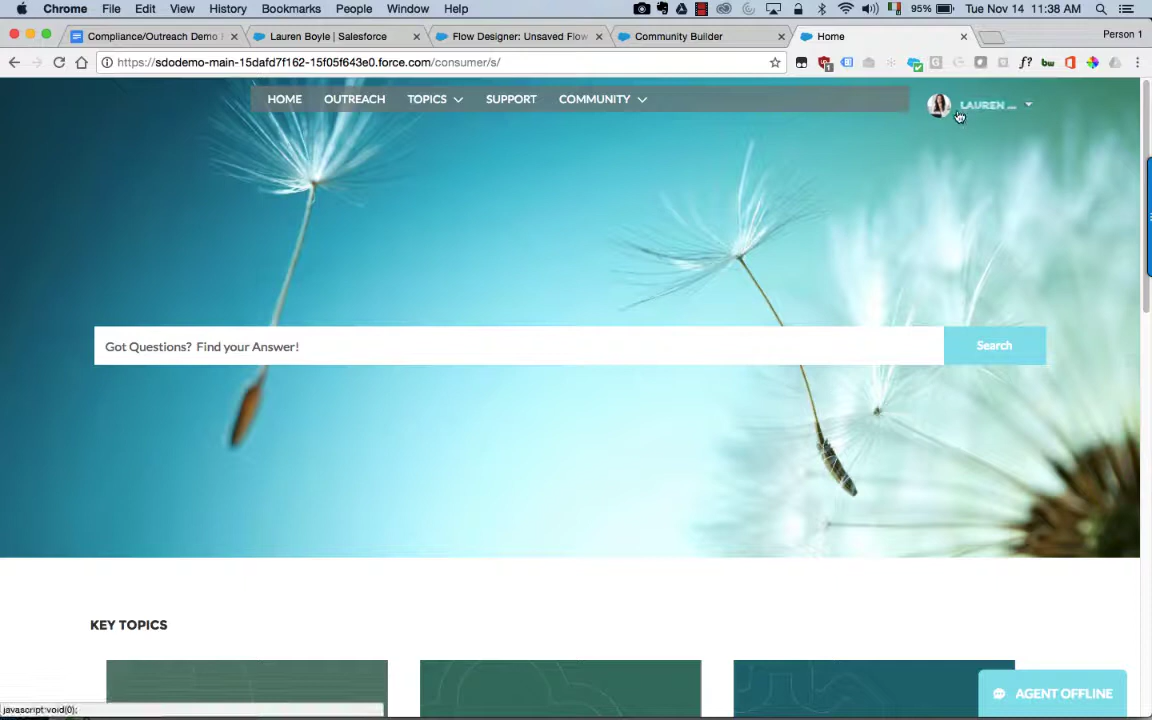 Chrome File Edit View History Bookmarks People Window Help 95% Tue Nov 14 11:38 AM
Compliance/Outreach Demo
Lauren Boyle | Salesforce
Flow Designer: Unsaved Flow
Community Builder
Home
Person 1
https://sdodemo-main-15dafd7f162-15f05f643e0.force.com/consumer/s/
HOME OUTREACH TOPICS SUPPORT COMMUNITY
LAUREN ...
Got Questions? Find your Answer!
Search
KEY TOPICS
AGENT OFFLINE
javascript:void(0);